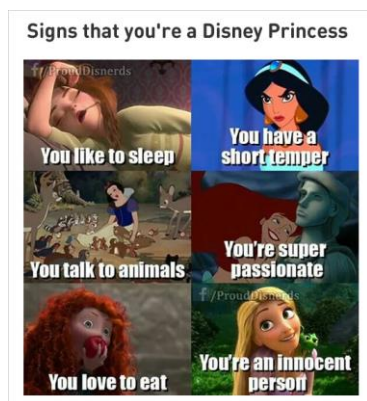 Signs that you're a Disney Princess
f/ProudDisnerds
You like to sleep
You have a
short temper
You talk to animals
You're super
passionate
f/ProudDisnerds
You love to eat
You're an innocent
person